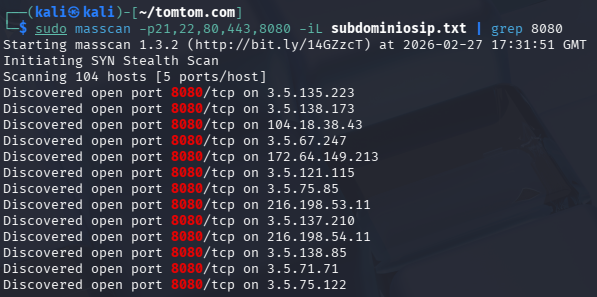 ┌──(kali㉿kali)-[~/tomtom.com]
└─$ sudo masscan -p21,22,80,443,8080 -iL subdominiosip.txt | grep 8080
Starting masscan 1.3.2 (http://bit.ly/14GZzcT) at 2026-02-27 17:31:51 GMT
Initiating SYN Stealth Scan
Scanning 104 hosts [5 ports/host]
Discovered open port 8080/tcp on 3.5.135.223
Discovered open port 8080/tcp on 3.5.138.173
Discovered open port 8080/tcp on 104.18.38.43
Discovered open port 8080/tcp on 3.5.67.247
Discovered open port 8080/tcp on 172.64.149.213
Discovered open port 8080/tcp on 3.5.121.115
Discovered open port 8080/tcp on 3.5.75.85
Discovered open port 8080/tcp on 216.198.53.11
Discovered open port 8080/tcp on 3.5.137.210
Discovered open port 8080/tcp on 216.198.54.11
Discovered open port 8080/tcp on 3.5.138.85
Discovered open port 8080/tcp on 3.5.71.71
Discovered open port 8080/tcp on 3.5.75.122